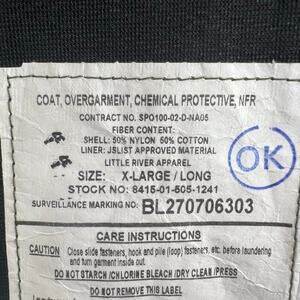 COAT, OVERGARMENT, CHEMICAL PROTECTIVE, NFR
CONTRACT NO. SPO100-02-D-NA05
FIBER CONTENT:
SHELL: 50% NYLON 50% COTTON
LINER: JSLIST APPROVED MATERIAL
LITTLE RIVER APPAREL
SIZE: X-LARGE / LONG
STOCK NO: 8415-01-505-1241
SURVEILLANCE MARKING NO: BL270706303
OK
CARE INSTRUCTIONS
CAUTION Close slide fasteners, hook and pile (loop) fasteners, etc. before laundering
and turn garment inside out.
DO NOT STARCH / CHLORINE BLEACH / DRY CLEAN / PRESS
DO NOT REMOVE THIS LABEL